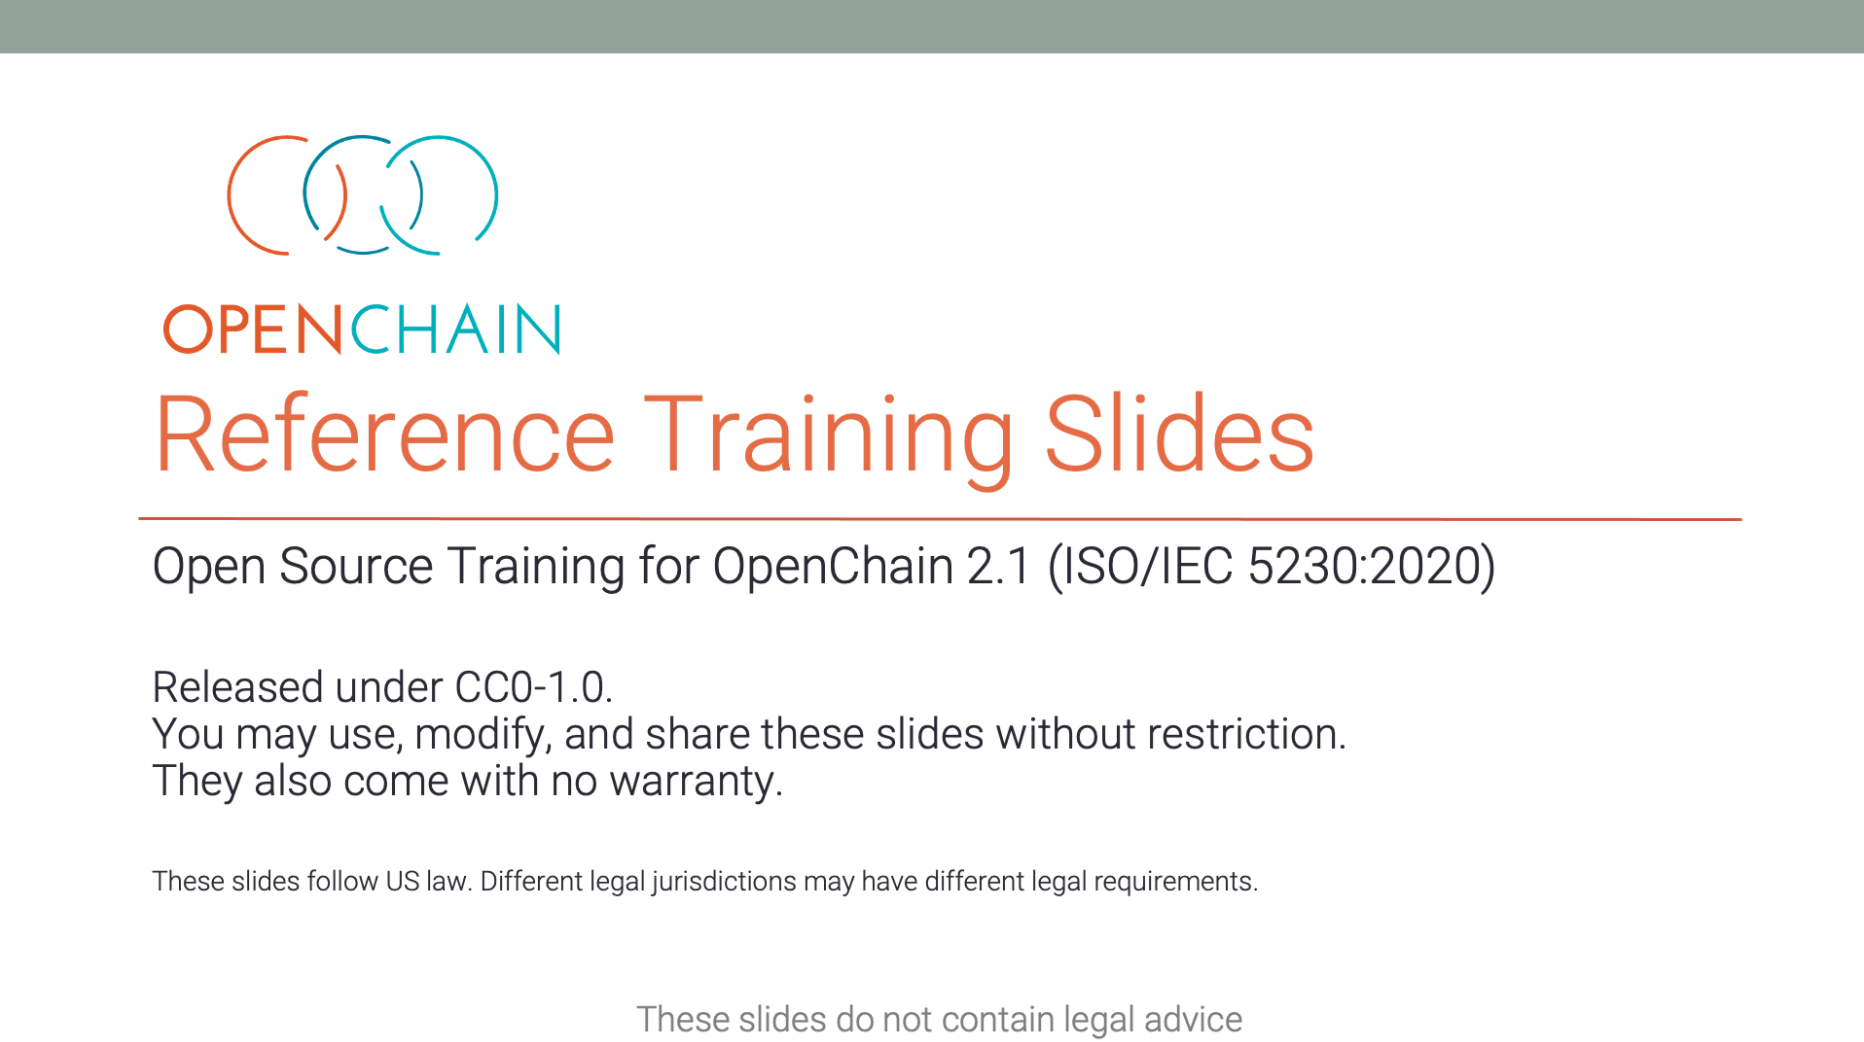 OPENCHAIN
Reference Training Slides
Open Source Training for OpenChain 2.1 (ISO/IEC 5230:2020)
Released under CC0-1.0.
You may use, modify, and share these slides without restriction.
They also come with no warranty.
These slides follow US law. Different legal jurisdictions may have different legal requirements.
These slides do not contain legal advice